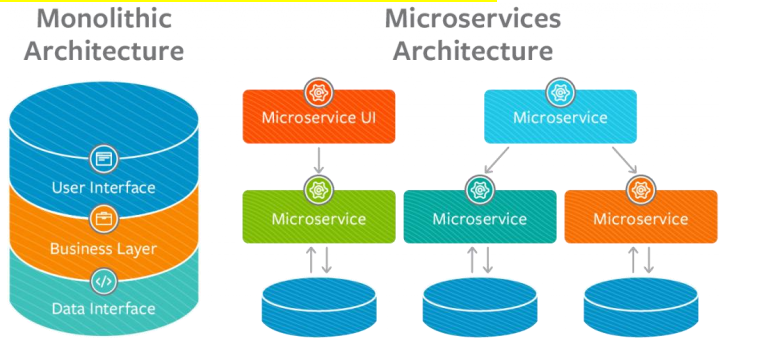 Monolithic
Architecture
Microservices
Architecture
User Interface
Business Layer
Data Interface
Microservice UI
Microservice
Microservice
Microservice
Microservice